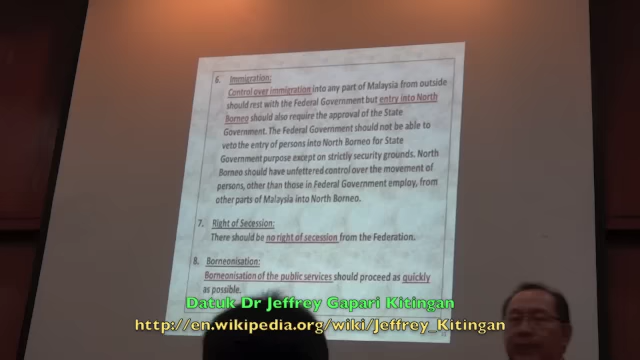 6. Immigration:
Control over immigration into any part of Malaysia from outside
should rest with the Federal Government but entry into North
Borneo should also require the approval of the State
Government. The Federal Government should not be able to
veto the entry of persons into North Borneo for State
Government purpose except on strictly security grounds. North
Borneo should have unfettered control over the movement of
persons, other than those in Federal Government employ, from
other parts of Malaysia into North Borneo.
7. Right of Secession:
There should be no right of secession from the Federation.
8. Borneonisation:
Borneonisation of the public services should proceed as quickly
as possible.
Datuk Dr Jeffrey Gapari Kitingan
http://en.wikipedia.org/wiki/Jeffrey_Kitingan